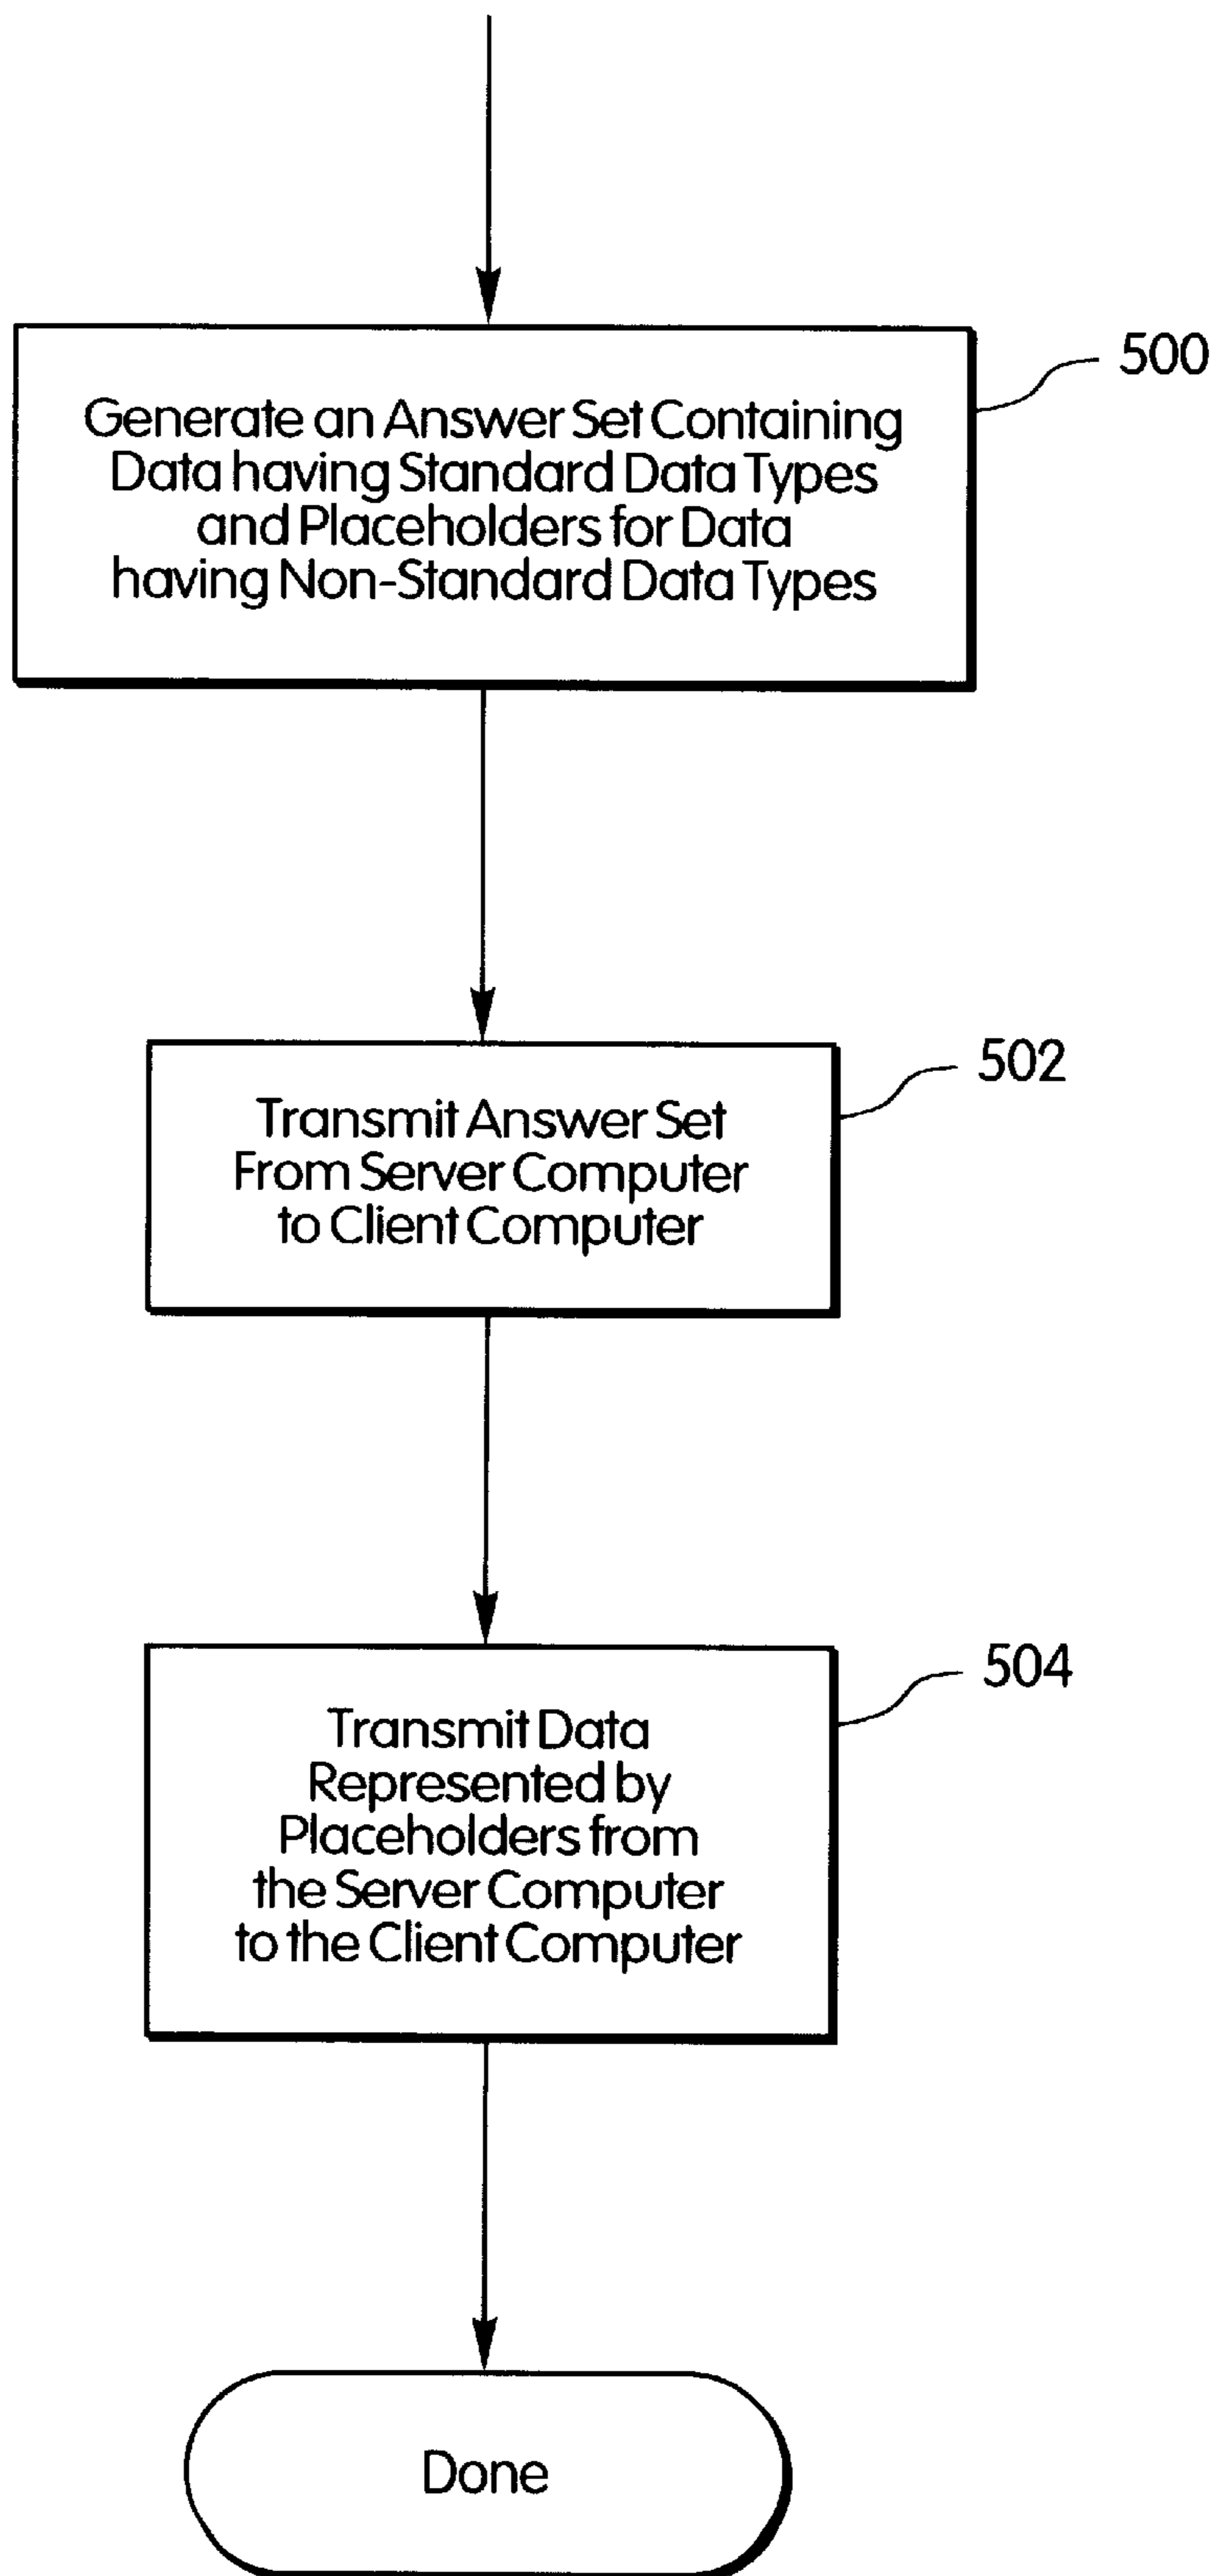 500
Generate an Answer Set Containing
Data having Standard Data Types
and Placeholders for Data
having Non-Standard Data Types
502
Transmit Answer Set
From Server Computer
to Client Computer
504
Transmit Data
Represented by
Placeholders from
the Server Computer
to the Client Computer
Done